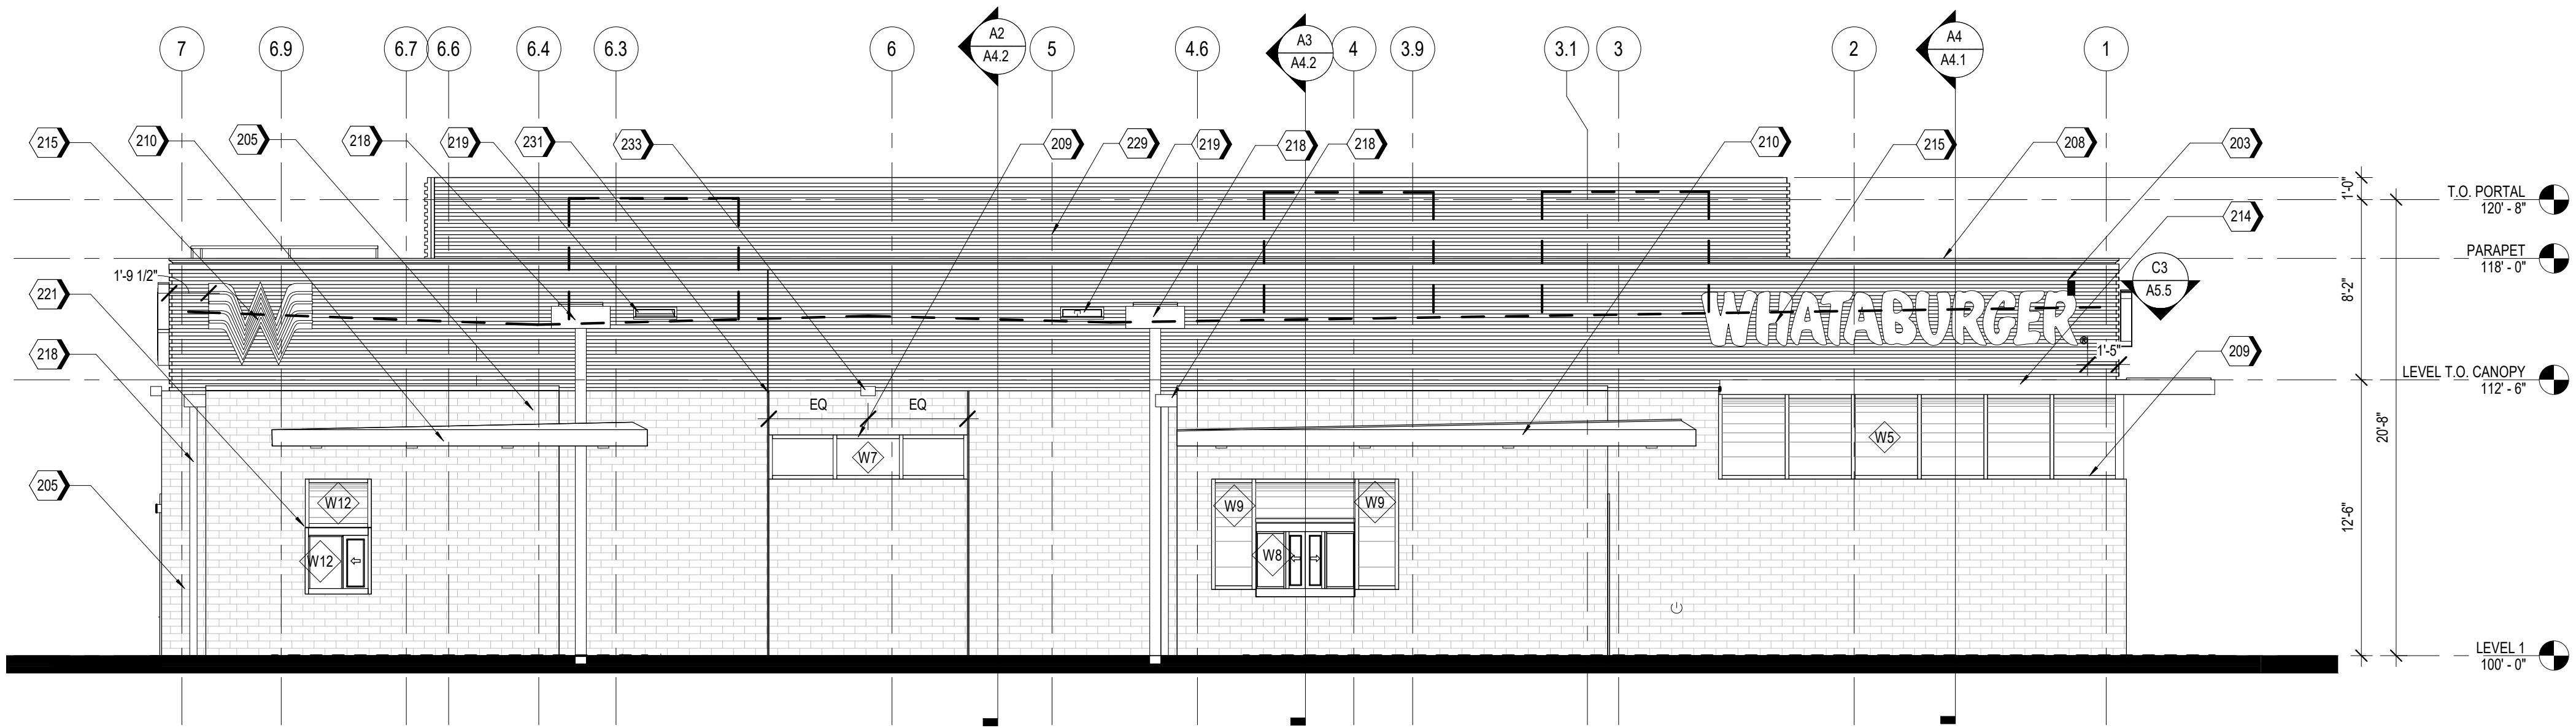 7
6.9
6.7
6.6
6.4
6.3
6
A2
A4.2
5
4.6
A3
A4.2
4
3.9
3.1
3
2
A4
A4.1
1
215
210
205
218
219
231
233
209
229
219
218
218
210
215
208
203
1'-0"
T.O. PORTAL
120' - 8"
214
PARAPET
118' - 0"
1'-9 1/2"
C3
A5.5
221
8'-2"
WHATABURGER®
218
1'-5"
209
LEVEL T.O. CANOPY
112' - 6"
EQ
EQ
20'-8"
W7
W5
205
W12
W9
W9
12'-6"
W12
W8
LEVEL 1
100' - 0"